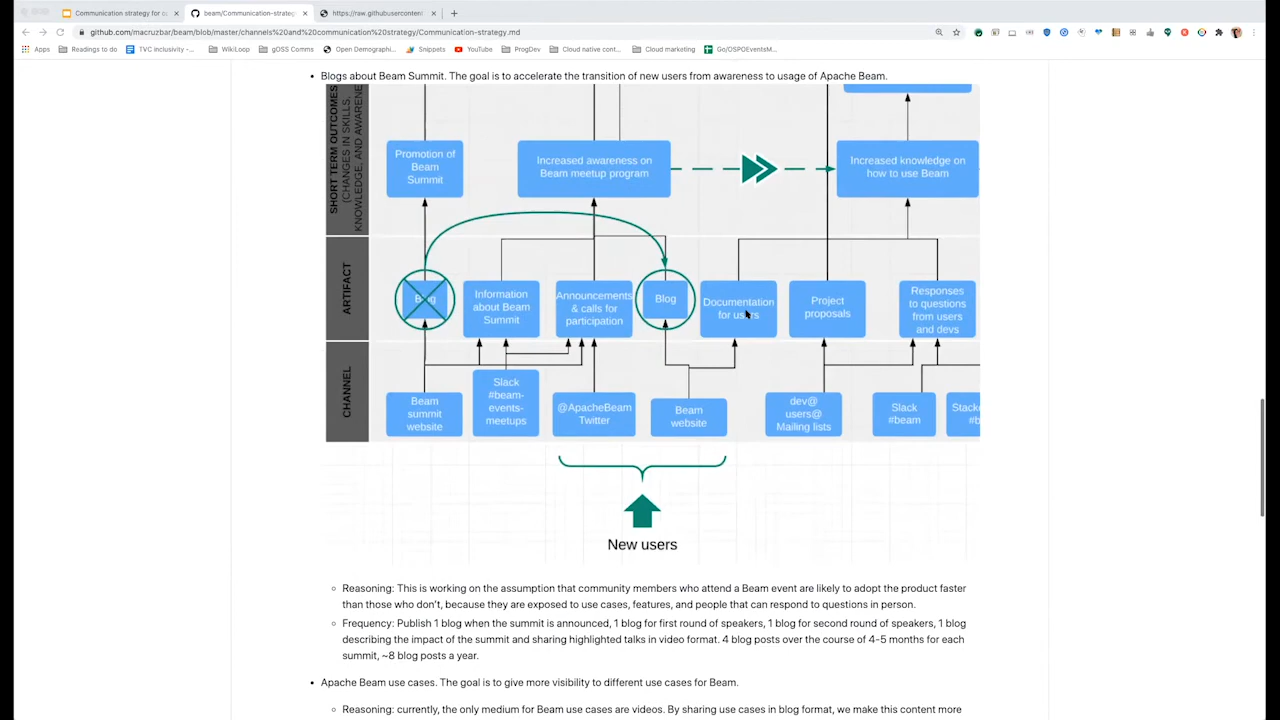 Communication strategy for oo
beam/Communication-strategy
https://raw.githubusercontent
github.com/macruzbar/beam/blob/master/channels%20and%20communication%20strategy/Communication-strategy.md
Apps
Readings to do
TVC inclusivity -...
WikiLoop
gOSS Comms
Open Demographi...
Snippets
YouTube
ProgDev
Cloud native cont...
Cloud marketing
Go/OSPOEventsM...
Blogs about Beam Summit. The goal is to accelerate the transition of new users from awareness to usage of Apache Beam.
SHORT TERM OUTCOMES
(CHANGES IN SKILLS,
KNOWLEDGE, AND AWARENE
Promotion of
Beam
Summit
Increased awareness on
Beam meetup program
Increased knowledge on
how to use Beam
ARTIFACT
Blog
Information
about Beam
Summit
Announcements
& calls for
participation
Blog
Documentation
for users
Project
proposals
Responses
to questions
from users
and devs
CHANNEL
Beam
summit
website
Slack
#beam-
events-
meetups
@ApacheBeam
Twitter
Beam
website
dev@
users@
Mailing lists
Slack
#beam
Stack
#b
New users
Reasoning: This is working on the assumption that community members who attend a Beam event are likely to adopt the product faster
than those who don't, because they are exposed to use cases, features, and people that can respond to questions in person.
Frequency: Publish 1 blog when the summit is announced, 1 blog for first round of speakers, 1 blog for second round of speakers, 1 blog
describing the impact of the summit and sharing highlighted talks in video format. 4 blog posts over the course of 4-5 months for each
summit, ~8 blog posts a year.
Apache Beam use cases. The goal is to give more visibility to different use cases for Beam.
Reasoning: currently, the only medium for Beam use cases are videos. By sharing use cases in blog format, we make this content more